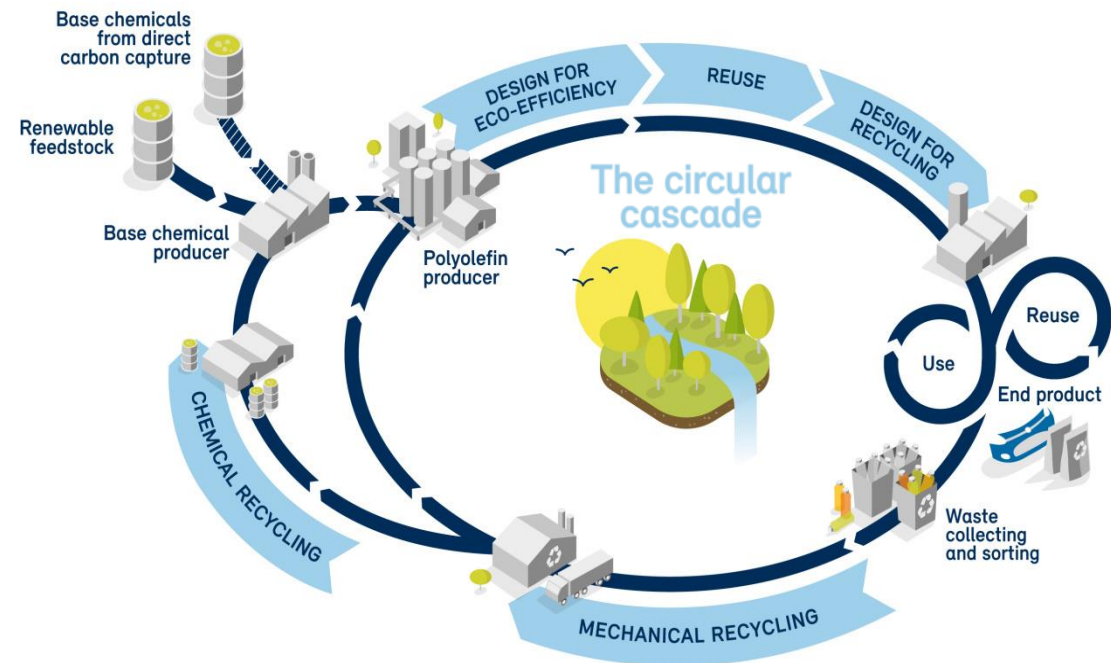 Base chemicals
from direct
carbon capture
Renewable
feedstock
Base chemical
producer
Polyolefin
producer
DESIGN FOR
ECO-EFFICIENCY
REUSE
DESIGN FOR
RECYCLING
The circular
cascade
Use
Reuse
End product
Waste
collecting
and sorting
MECHANICAL RECYCLING
CHEMICAL RECYCLING